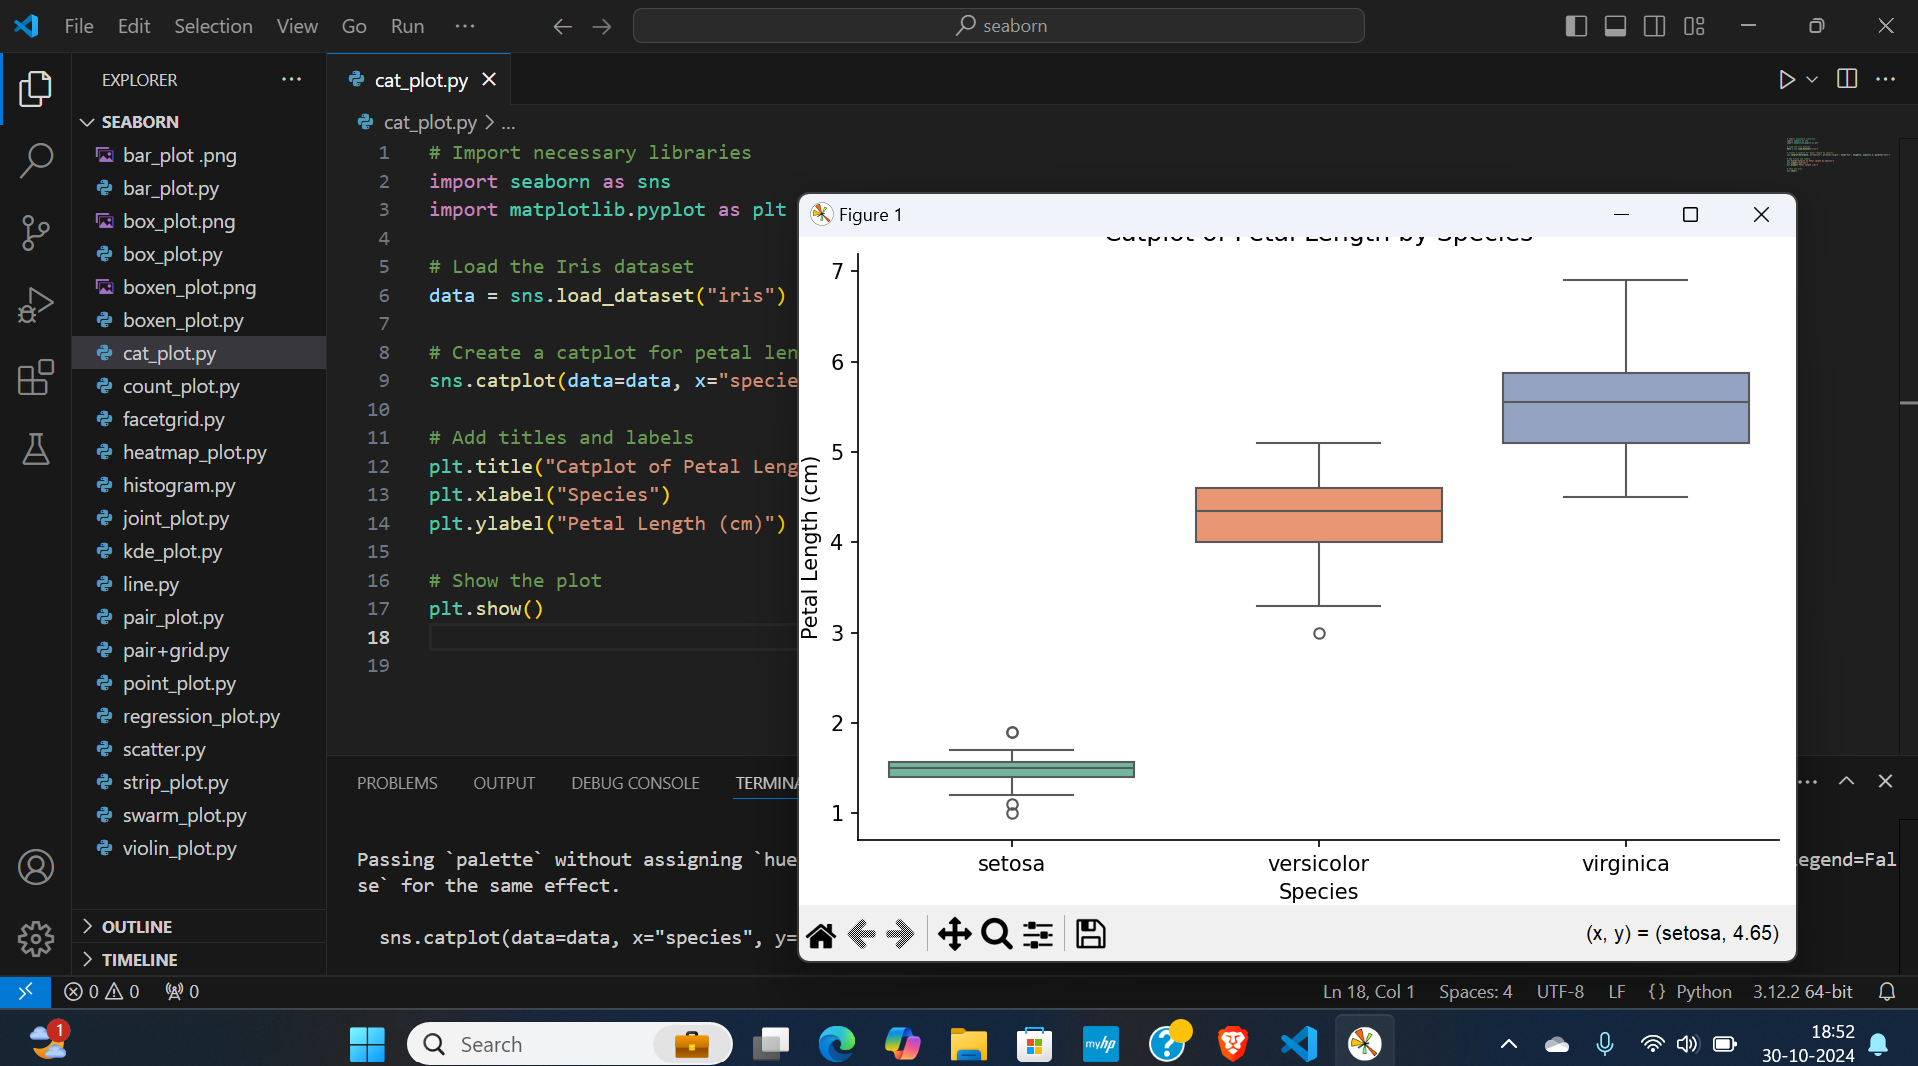 File Edit Selection View Go Run ···
seaborn
EXPLORER
SEABORN
bar_plot .png
bar_plot.py
box_plot.png
box_plot.py
boxen_plot.png
boxen_plot.py
cat_plot.py
count_plot.py
facetgrid.py
heatmap_plot.py
histogram.py
joint_plot.py
kde_plot.py
line.py
pair_plot.py
pair+grid.py
point_plot.py
regression_plot.py
scatter.py
strip_plot.py
swarm_plot.py
violin_plot.py
OUTLINE
TIMELINE
cat_plot.py
cat_plot.py > ...
1 # Import necessary libraries
2 import seaborn as sns
3 import matplotlib.pyplot as plt
4
5 # Load the Iris dataset
6 data = sns.load_dataset("iris")
7
8 # Create a catplot for petal len
9 sns.catplot(data=data, x="specie
10
11 # Add titles and labels
12 plt.title("Catplot of Petal Leng
13 plt.xlabel("Species")
14 plt.ylabel("Petal Length (cm)")
15
16 # Show the plot
17 plt.show()
18
19
PROBLEMS OUTPUT DEBUG CONSOLE TERMINA
Passing `palette` without assigning `hue
egend=Fal
se` for the same effect.
sns.catplot(data=data, x="species", y=
Figure 1
Catplot of Petal Length by Species
7
6
5
4
3
2
1
Petal Length (cm)
setosa versicolor virginica
Species
(x, y) = (setosa, 4.65)
0 0 0
Ln 18, Col 1 Spaces: 4 UTF-8 LF {} Python 3.12.2 64-bit
1
Search
myhp
18:52
30-10-2024